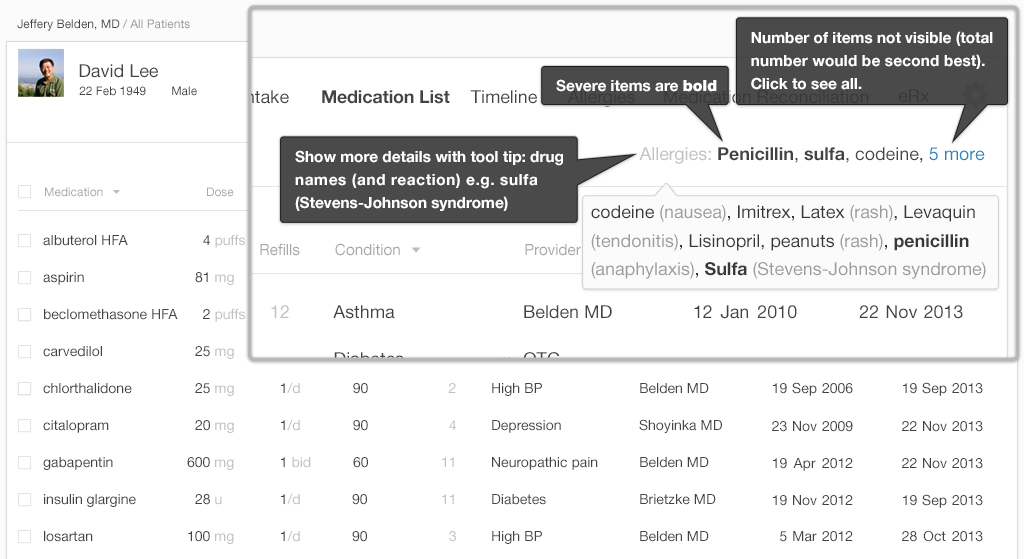 Jeffery Belden, MD / All Patients
David Lee
22 Feb 1949 Male
Number of items not visible (total
number would be second best).
Click to see all.
Severe items are bold
ntake Medication List Timeline Allergies Medication Reconciliation eRx
Show more details with tool tip: drug
names (and reaction) e.g. sulfa
(Stevens-Johnson syndrome)
Allergies: Penicillin, sulfa, codeine, 5 more
codeine (nausea), Imitrex, Latex (rash), Levaquin
(tendonitis), Lisinopril, peanuts (rash), penicillin
(anaphylaxis), Sulfa (Stevens-Johnson syndrome)
Medication Dose
Refills Condition Provider
albuterol HFA 4 puffs
aspirin 81 mg
beclomethasone HFA 2 puffs
12 Asthma Belden MD 12 Jan 2010 22 Nov 2013
carvedilol 25 mg
Diabetes OTC
chlorthalidone 25 mg 1/d 90 2 High BP Belden MD 19 Sep 2006 19 Sep 2013
citalopram 20 mg 1/d 90 4 Depression Shoyinka MD 23 Nov 2009 22 Nov 2013
gabapentin 600 mg 1 bid 60 11 Neuropathic pain Belden MD 19 Apr 2012 22 Nov 2013
insulin glargine 28 u 1/d 90 11 Diabetes Brietzke MD 19 Nov 2012 19 Sep 2013
losartan 100 mg 1/d 90 3 High BP Belden MD 5 Mar 2012 28 Oct 2013